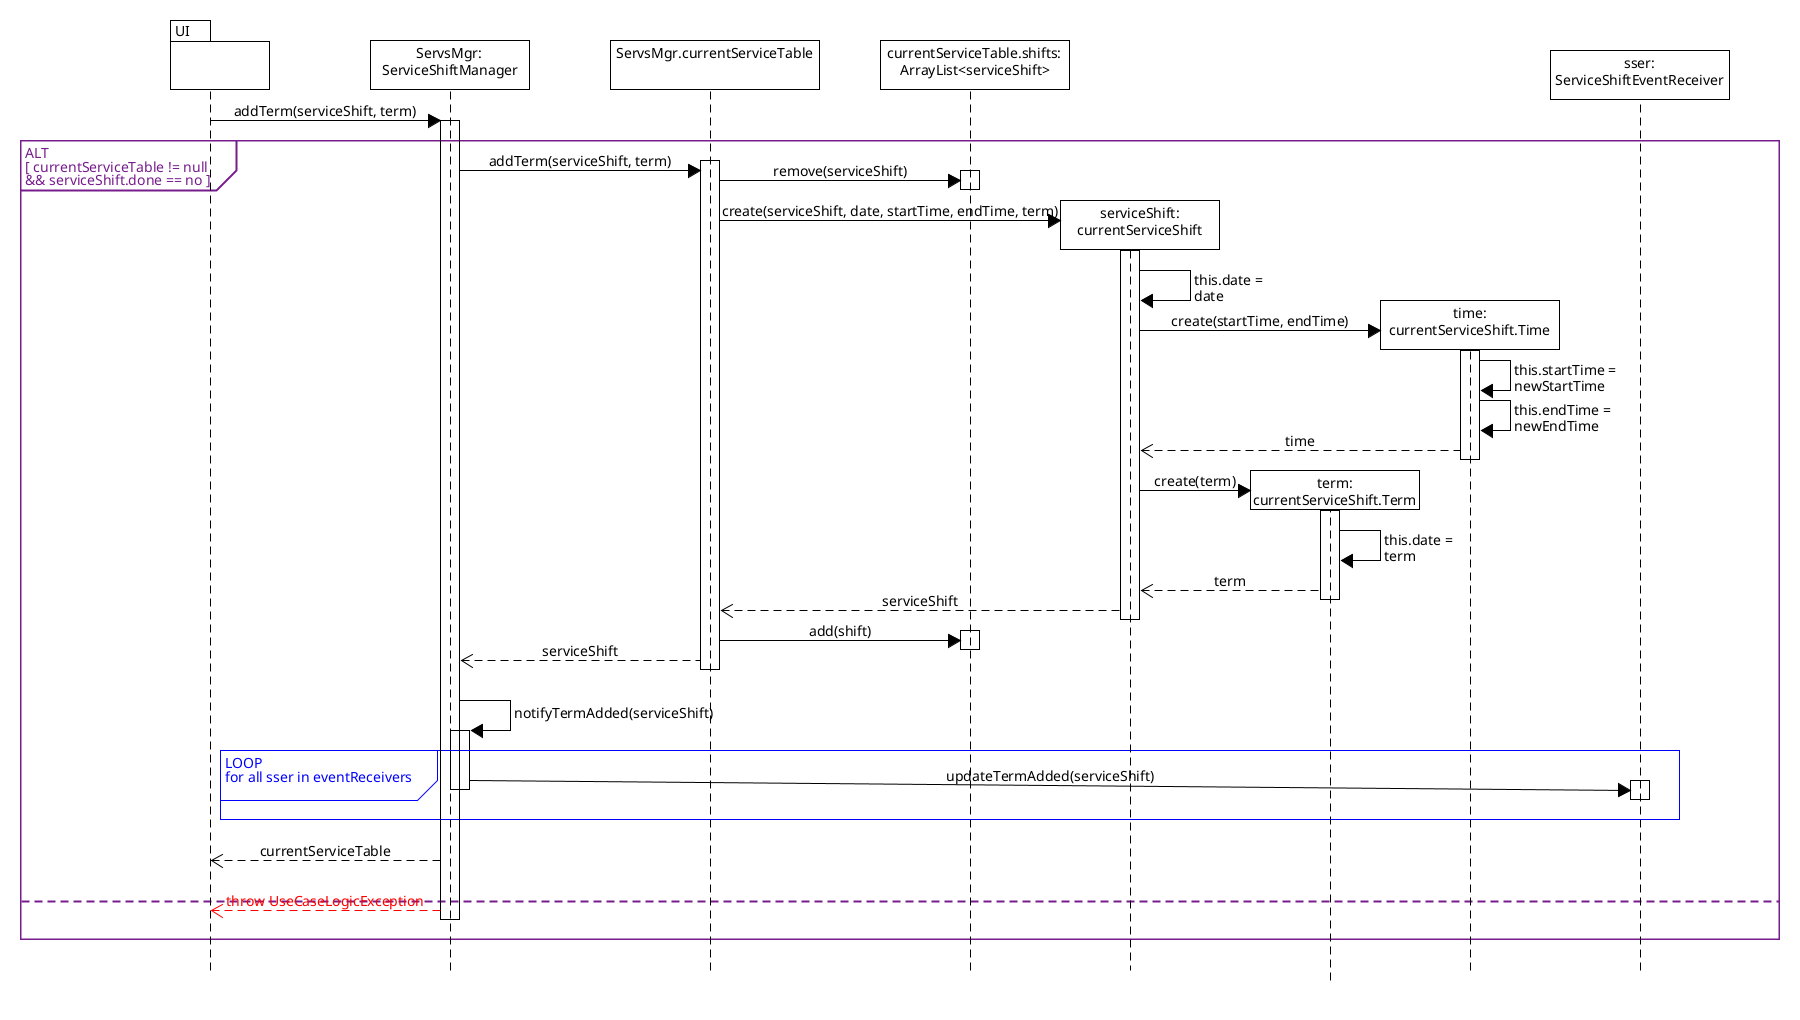 UI
ServsMgr:
ServiceShiftManager
ServsMgr.currentServiceTable
currentServiceTable.shifts:
ArrayList<serviceShift>
sser:
ServiceShiftEventReceiver
addTerm(serviceShift, term)
ALT
[ currentServiceTable != null
&& serviceShift.done == no ]
addTerm(serviceShift, term)
remove(serviceShift)
create(serviceShift, date, startTime, endTime, term)
serviceShift:
currentServiceShift
this.date =
date
create(startTime, endTime)
time:
currentServiceShift.Time
this.startTime =
newStartTime
this.endTime =
newEndTime
time
create(term)
term:
currentServiceShift.Term
this.date =
term
term
serviceShift
add(shift)
serviceShift
notifyTermAdded(serviceShift)
LOOP
for all sser in eventReceivers
updateTermAdded(serviceShift)
currentServiceTable
throw UseCaseLogicException